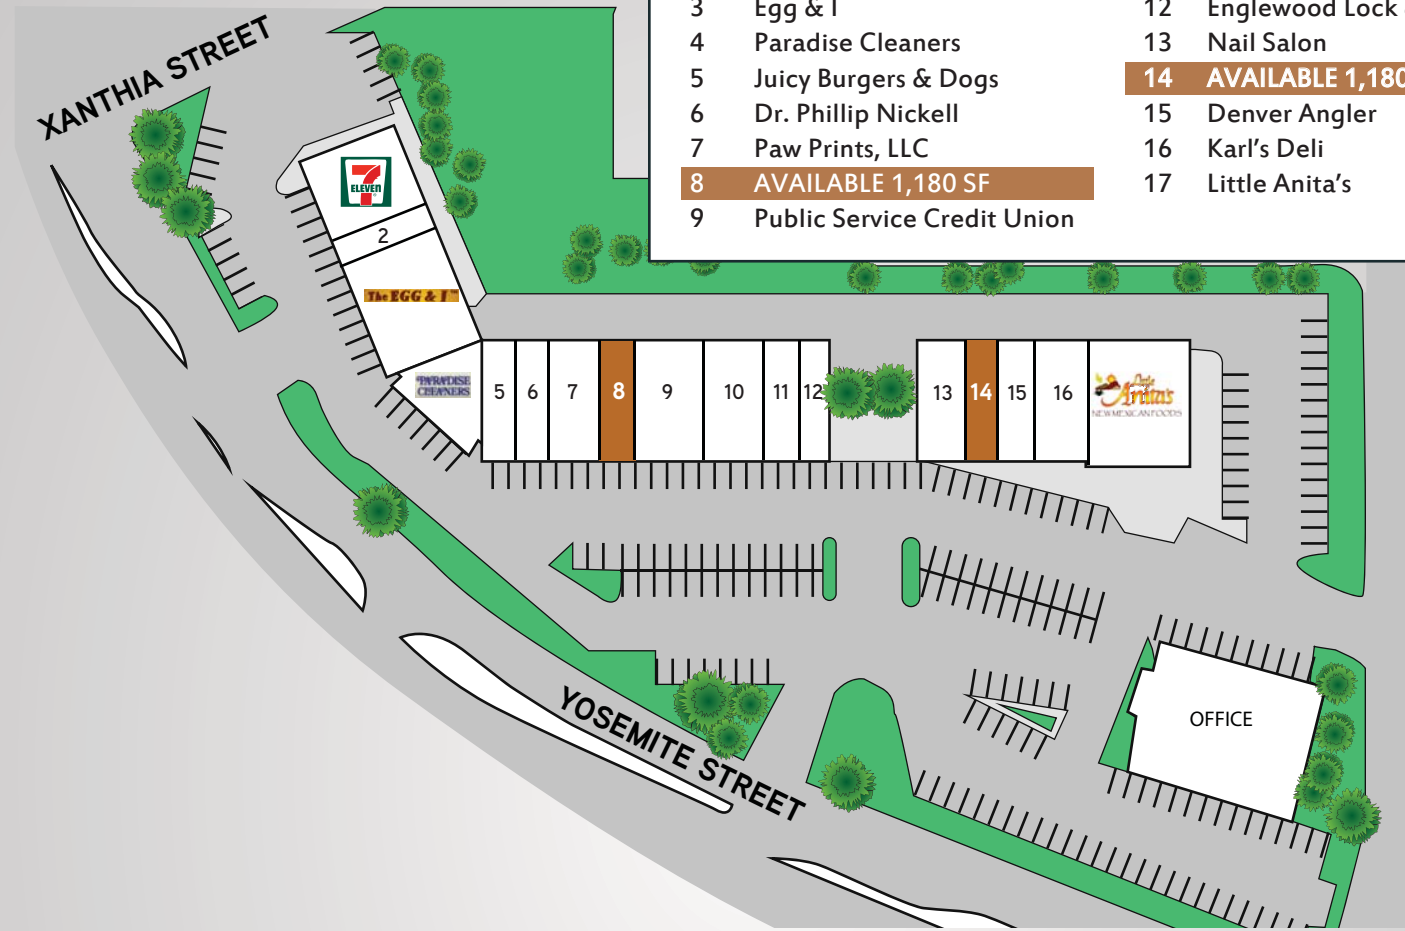 3 Egg & I
4 Paradise Cleaners
5 Juicy Burgers & Dogs
6 Dr. Phillip Nickell
7 Paw Prints, LLC
8 AVAILABLE 1,180 SF
9 Public Service Credit Union
12 Englewood Lock
13 Nail Salon
14 AVAILABLE 1,180
15 Denver Angler
16 Karl's Deli
17 Little Anita's
XANTHIA STREET
7
ELEVEN
2
The EGG & I
PARADISE
CLEANERS
5 6 7 8 9 10 11 12 13 14 15 16
Little
Anita's
NEW MEXICAN FOODS
OFFICE
YOSEMITE STREET